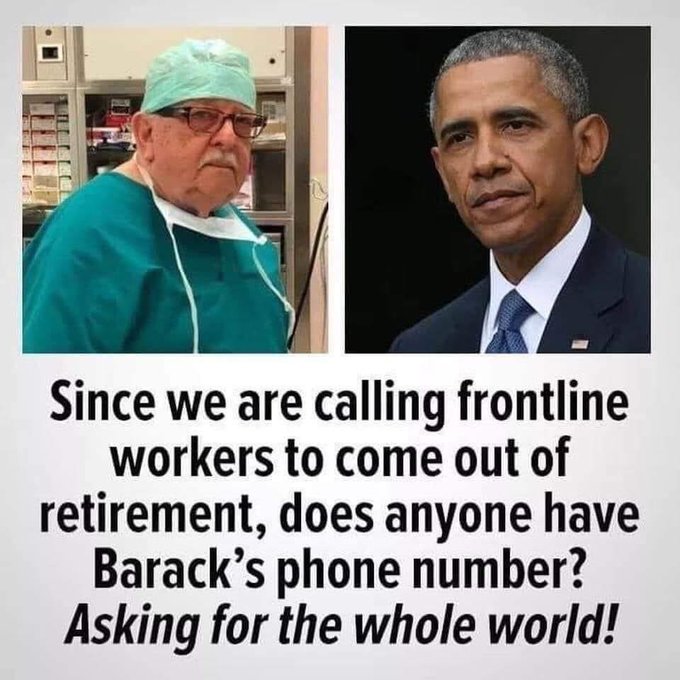 Since we are calling frontline
workers to come out of
retirement, does anyone have
Barack's phone number?
Asking for the whole world!